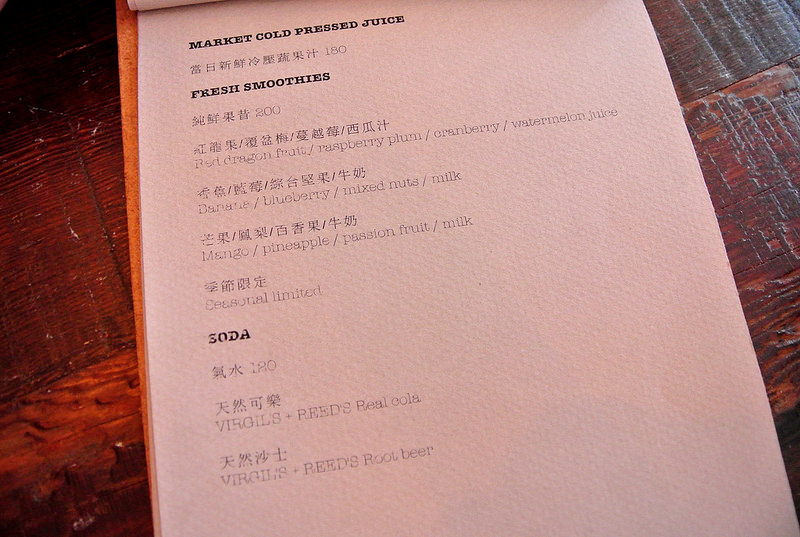 MARKET COLD PRESSED JUICE
當日新鮮冷壓蔬果汁 180
FRESH SMOOTHIES
純鮮果昔 200
紅龍果/覆盆梅/蔓越莓/西瓜汁
Red dragon fruit / raspberry plum / cranberry / watermelon juice
香蕉/藍莓/綜合堅果/牛奶
Banana / blueberry / mixed nuts / milk
芒果/鳳梨/百香果/牛奶
Mango / pineapple / passion fruit / milk
季節限定
Seasonal limited
SODA
氣水 120
天然可樂
VIRGIL'S + REED'S Real cola
天然沙士
VIRGIL'S + REED'S Root beer